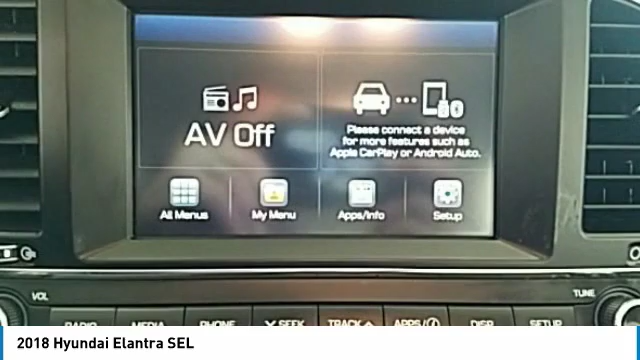 AV Off
Please connect a device
for more features such as
Apple CarPlay or Android Auto.
All Menus
My Menu
Apps/Info
Setup
VOL
TUNE
RADIO
MEDIA
PHONE
SEEK
TRACK
APPS/
DISP
SETUP
2018 Hyundai Elantra SEL